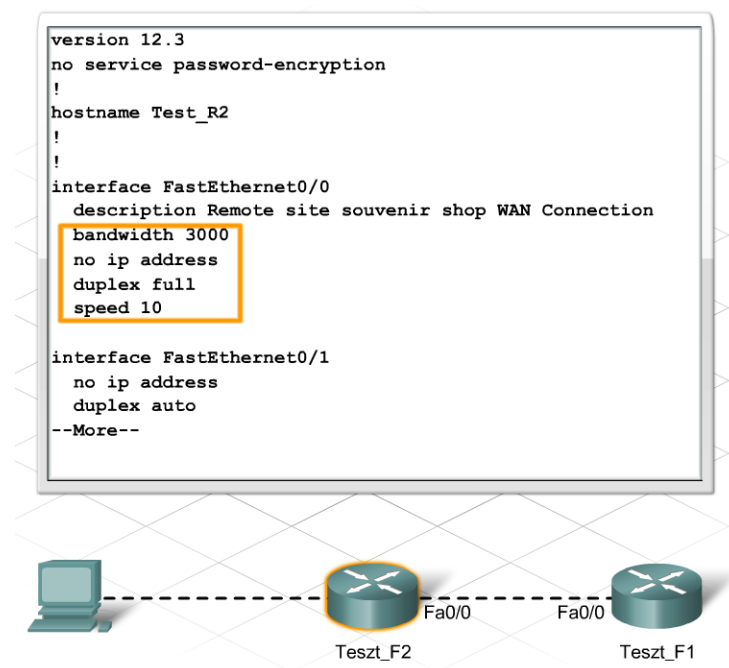 version 12.3
no service password-encryption
!
hostname Test_R2
!
!
interface FastEthernet0/0
  description Remote site souvenir shop WAN Connection
  bandwidth 3000
  no ip address
  duplex full
  speed 10

interface FastEthernet0/1
  no ip address
  duplex auto
--More--
Fa0/0 Fa0/0
Teszt_F2 Teszt_F1